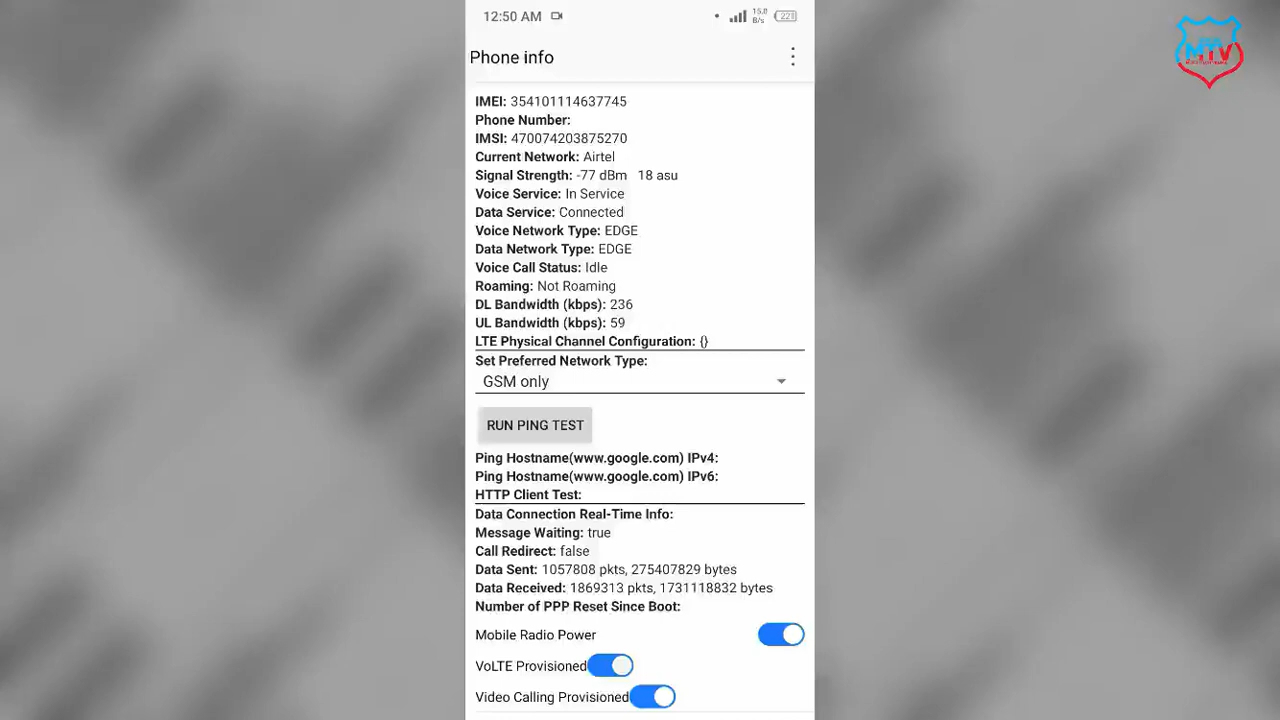 12:50 AM
15.0
B/s
22
Phone info
MTV
IMEI: 354101114637745
Phone Number:
IMSI: 470074203875270
Current Network: Airtel
Signal Strength: -77 dBm   18 asu
Voice Service: In Service
Data Service: Connected
Voice Network Type: EDGE
Data Network Type: EDGE
Voice Call Status: Idle
Roaming: Not Roaming
DL Bandwidth (kbps): 236
UL Bandwidth (kbps): 59
LTE Physical Channel Configuration: {}
Set Preferred Network Type:
GSM only
RUN PING TEST
Ping Hostname(www.google.com) IPv4:
Ping Hostname(www.google.com) IPv6:
HTTP Client Test:
Data Connection Real-Time Info:
Message Waiting: true
Call Redirect: false
Data Sent: 1057808 pkts, 275407829 bytes
Data Received: 1869313 pkts, 1731118832 bytes
Number of PPP Reset Since Boot:
Mobile Radio Power
VoLTE Provisioned
Video Calling Provisioned